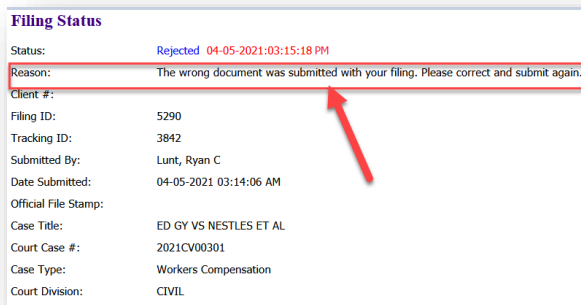 Filing Status
Status: Rejected 04-05-2021:03:15:18 PM
Reason: The wrong document was submitted with your filing. Please correct and submit again.
Client #:
Filing ID: 5290
Tracking ID: 3842
Submitted By: Lunt, Ryan C
Date Submitted: 04-05-2021 03:14:06 AM
Official File Stamp:
Case Title: ED GY VS NESTLES ET AL
Court Case #: 2021CV00301
Case Type: Workers Compensation
Court Division: CIVIL